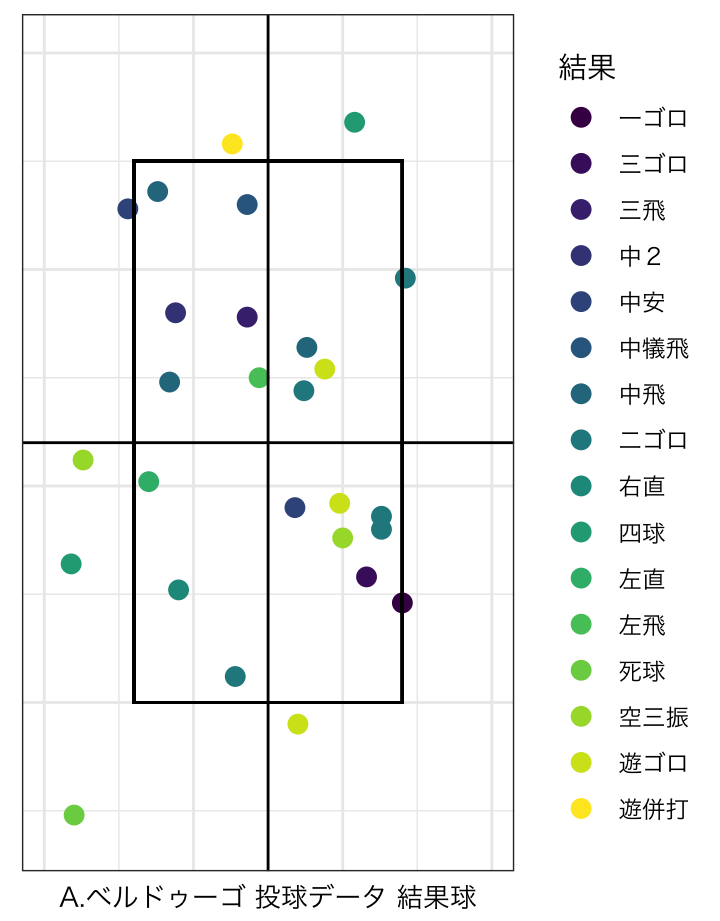 結果
一ゴロ
三ゴロ
三飛
中２
中安
中犠飛
中飛
二ゴロ
右直
四球
左直
左飛
死球
空三振
遊ゴロ
遊併打
A.ベルドゥーゴ 投球データ 結果球